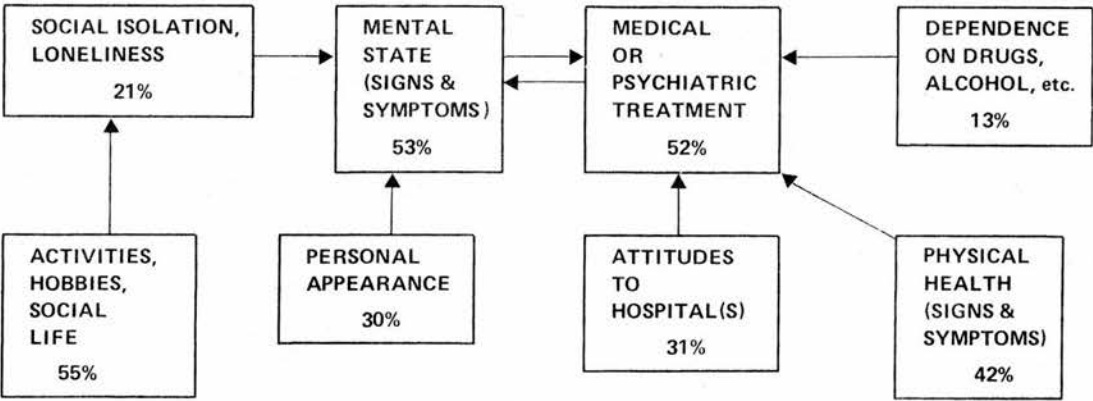 SOCIAL ISOLATION,
LONELINESS
21%
MENTAL
STATE
(SIGNS &
SYMPTOMS)
53%
MEDICAL
OR
PSYCHIATRIC
TREATMENT
52%
DEPENDENCE
ON DRUGS,
ALCOHOL, etc.
13%
ACTIVITIES,
HOBBIES,
SOCIAL
LIFE
55%
PERSONAL
APPEARANCE
30%
ATTITUDES
TO
HOSPITAL(S)
31%
PHYSICAL
HEALTH
(SIGNS &
SYMPTOMS)
42%